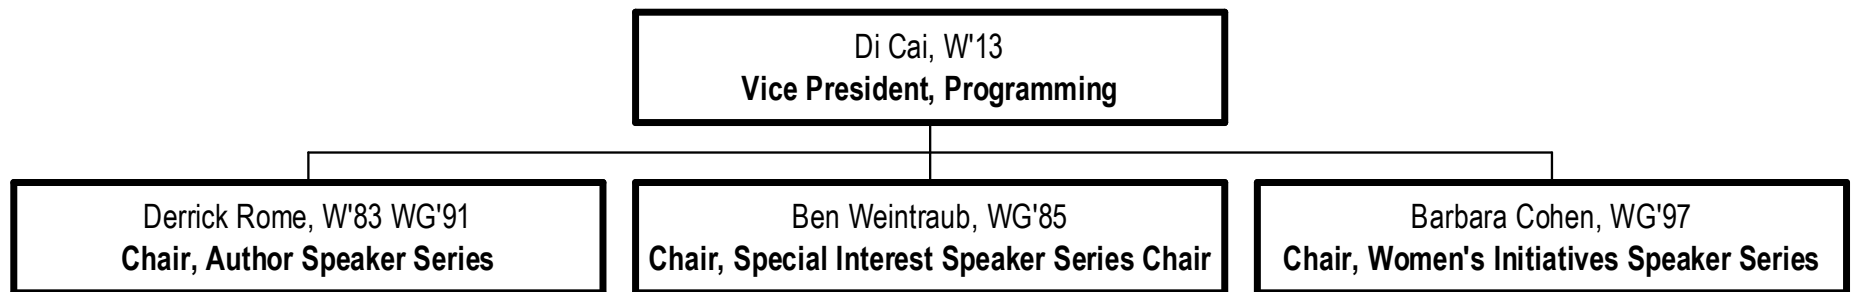 Di Cai, W'13
Vice President, Programming
Derrick Rome, W'83 WG'91
Chair, Author Speaker Series
Ben Weintraub, WG'85
Chair, Special Interest Speaker Series Chair
Barbara Cohen, WG'97
Chair, Women's Initiatives Speaker Series